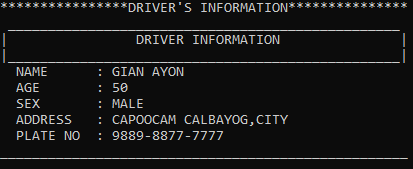 ****************DRIVER'S INFORMATION***************
DRIVER INFORMATION
NAME : GIAN AYON
AGE : 50
SEX : MALE
ADDRESS : CAPOOCAM CALBAYOG,CITY
PLATE NO : 9889-8877-7777